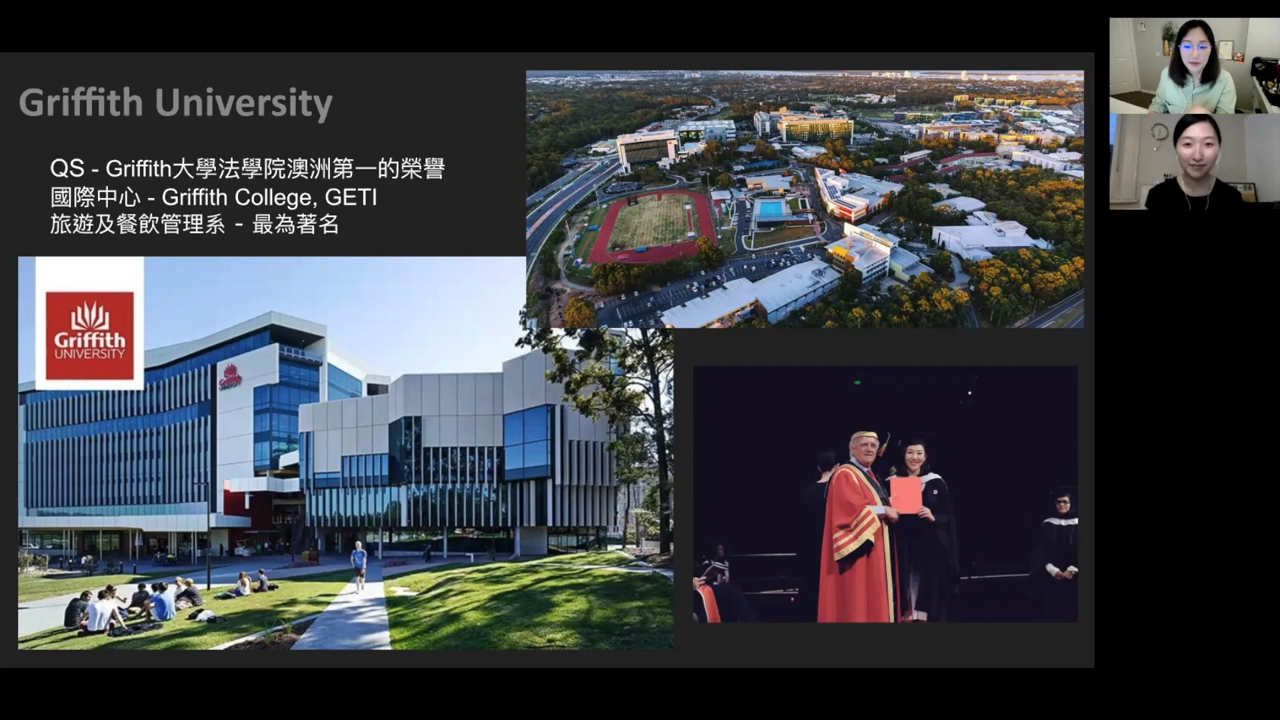 Griffith University
QS - Griffith大學法學院澳洲第一的榮譽
國際中心 - Griffith College, GETI
旅遊及餐飲管理系 - 最為著名
Griffith
UNIVERSITY
Griffith